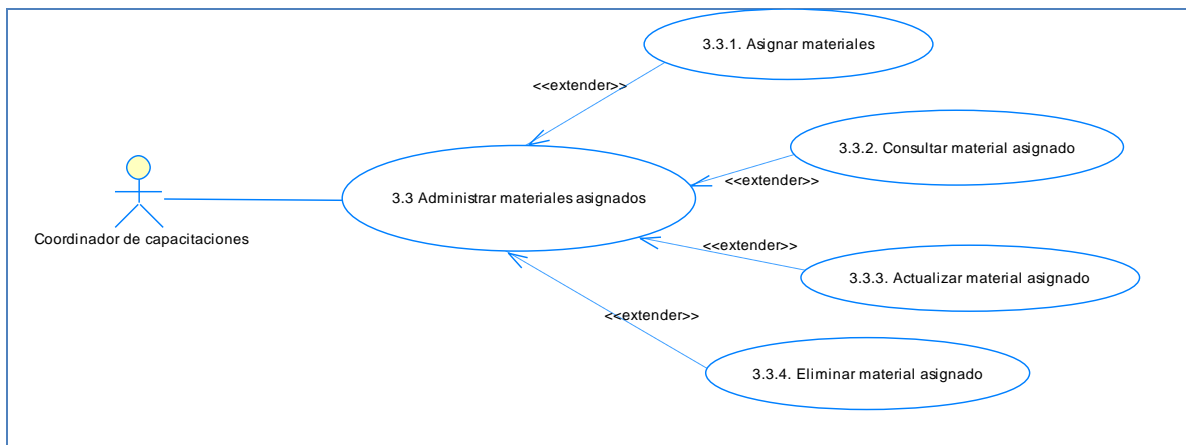 3.3.1. Asignar materiales
<<extender>>
3.3.2. Consultar material asignado
<<extender>>
3.3 Administrar materiales asignados
Coordinador de capacitaciones
<<extender>>
3.3.3. Actualizar material asignado
<<extender>>
3.3.4. Eliminar material asignado